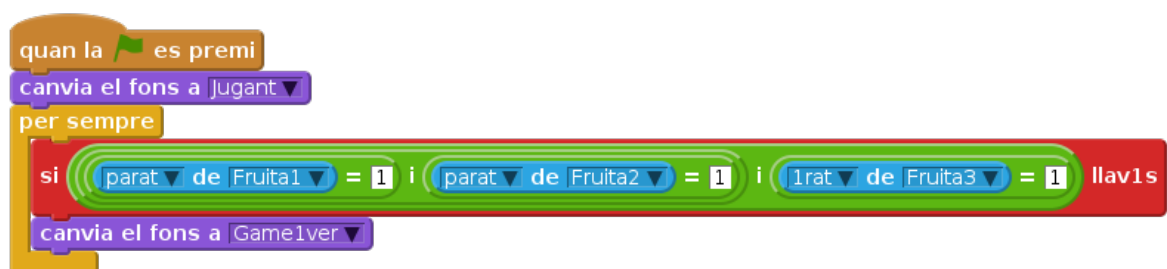 quan la es premi
canvia el fons a Jugant
per sempre
si parat de Fruita1 = 1 i parat de Fruita2 = 1 i 1rat de Fruita3 = 1 llav1s
canvia el fons a Game1ver